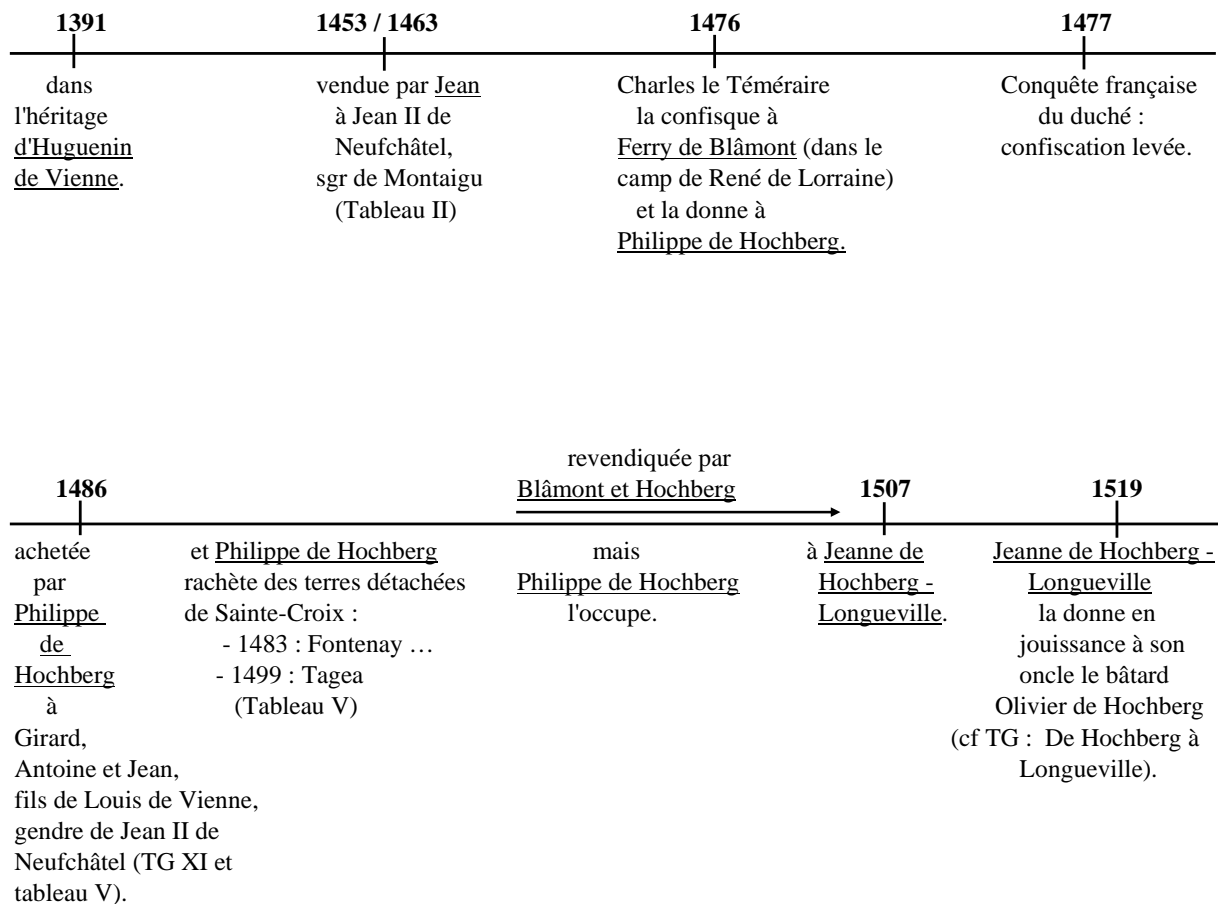 1391
dans
l'héritage
d'Huguenin
de Vienne.
1453 / 1463
vendue par Jean
à Jean II de
Neufchâtel,
sgr de Montaigu
(Tableau II)
1476
Charles le Téméraire
la confisque à
Ferry de Blâmont (dans le
camp de René de Lorraine)
et la donne à
Philippe de Hochberg.
1477
Conquête française
du duché :
confiscation levée.
1486
achetée
par
Philippe
de
Hochberg
à
Girard,
Antoine et Jean,
fils de Louis de Vienne,
gendre de Jean II de
Neufchâtel (TG XI et
tableau V).
et Philippe de Hochberg
rachète des terres détachées
de Sainte-Croix :
- 1483 : Fontenay …
- 1499 : Tagea
(Tableau V)
revendiquée par
Blâmont et Hochberg
mais
Philippe de Hochberg
l'occupe.
1507
à Jeanne de
Hochberg -
Longueville.
1519
Jeanne de Hochberg -
Longueville
la donne en
jouissance à son
oncle le bâtard
Olivier de Hochberg
(cf TG : De Hochberg à
Longueville).